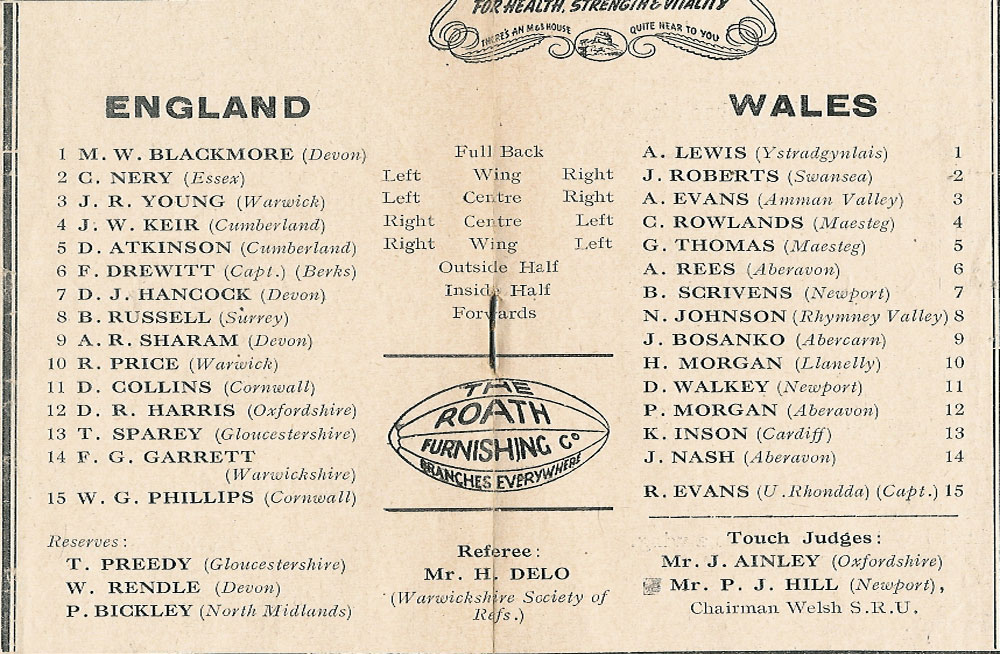 FOR HEALTH, STRENGTH & VITALITY
THERE'S AN M&S HOUSE QUITE NEAR TO YOU
ENGLAND
1 M. W. BLACKMORE (Devon)
2 C. NERY (Essex)
3 J. R. YOUNG (Warwick)
4 J. W. KEIR (Cumberland)
5 D. ATKINSON (Cumberland)
6 F. DREWITT (Capt.) (Berks)
7 D. J. HANCOCK (Devon)
8 B. RUSSELL (Surrey)
9 A. R. SHARAM (Devon)
10 R. PRICE (Warwick)
11 D. COLLINS (Cornwall)
12 D. R. HARRIS (Oxfordshire)
13 T. SPAREY (Gloucestershire)
14 F. G. GARRETT
(Warwickshire)
15 W. G. PHILLIPS (Cornwall)
Reserves:
T. PREEDY (Gloucestershire)
W. RENDLE (Devon)
P. BICKLEY (North Midlands)
Full Back
Left Wing Right
Left Centre Right
Right Centre Left
Right Wing Left
Outside Half
Inside Half
Forwards
THE
ROATH
FURNISHING Co
BRANCHES EVERYWHERE
Referee:
Mr. H. DELO
(Warwickshire Society of
Refs.)
WALES
A. LEWIS (Ystradgynlais) 1
J. ROBERTS (Swansea) 2
A. EVANS (Amman Valley) 3
C. ROWLANDS (Maesteg) 4
G. THOMAS (Maesteg) 5
A. REES (Aberavon) 6
B. SCRIVENS (Newport) 7
N. JOHNSON (Rhymney Valley) 8
J. BOSANKO (Abercarn) 9
H. MORGAN (Llanelly) 10
D. WALKEY (Newport) 11
P. MORGAN (Aberavon) 12
K. INSON (Cardiff) 13
J. NASH (Aberavon) 14
R. EVANS (U. Rhondda) (Capt.) 15
Touch Judges:
Mr. J. AINLEY (Oxfordshire)
Mr. P. J. HILL (Newport),
Chairman Welsh S.R.U.